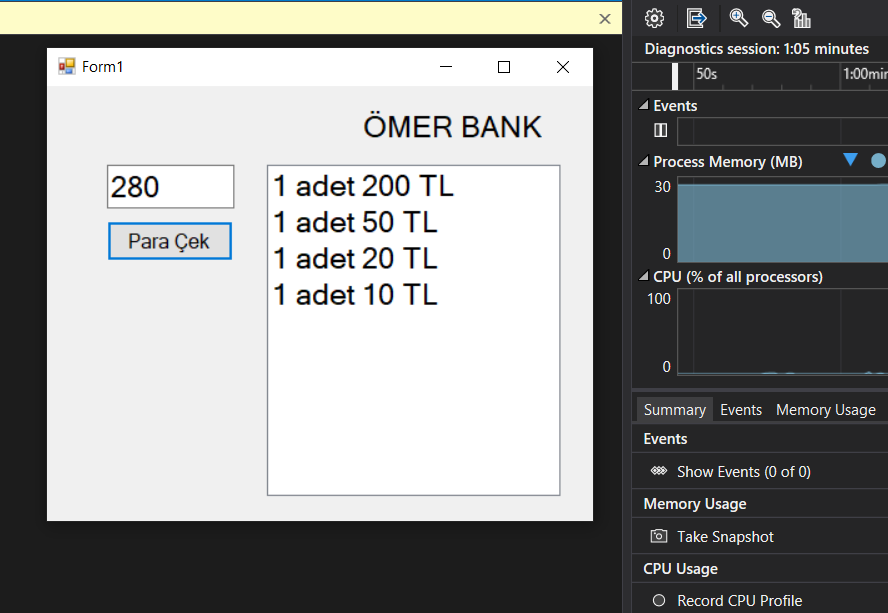 Form1
ÖMER BANK
280
Para Çek
1 adet 200 TL
1 adet 50 TL
1 adet 20 TL
1 adet 10 TL
Diagnostics session: 1:05 minutes
50s
1:00min
Events
Process Memory (MB)
30
0
CPU (% of all processors)
100
0
Summary Events Memory Usage
Events
Show Events (0 of 0)
Memory Usage
Take Snapshot
CPU Usage
Record CPU Profile